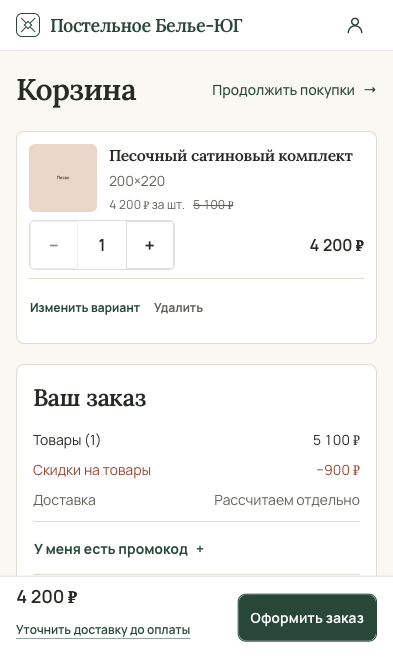 Постельное Белье-ЮГ
Корзина
Продолжить покупки →
Песочный сатиновый комплект
200×220
4 200 ₽ за шт. 5 100 ₽
Песок
− 1 + 4 200 ₽
Изменить вариант Удалить
Ваш заказ
Товары (1) 5 100 ₽
Скидки на товары −900 ₽
Доставка Рассчитаем отдельно
У меня есть промокод +
4 200 ₽
Уточнить доставку до оплаты
Оформить заказ